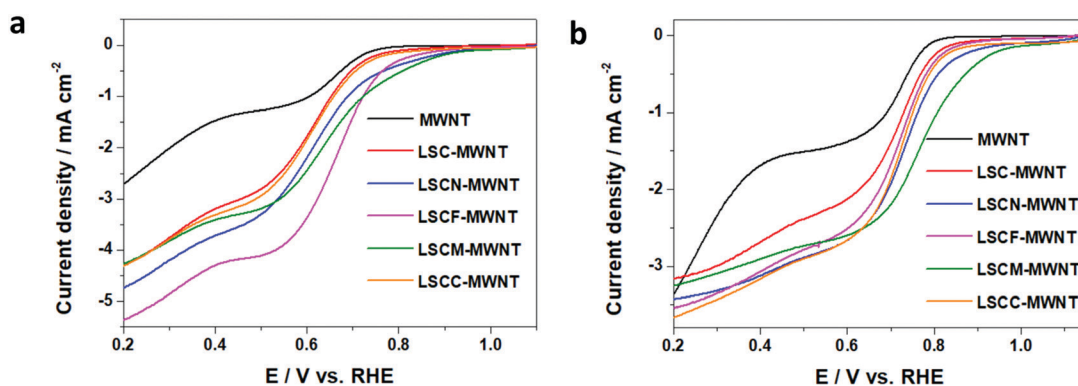 a
0
-1
-2
-3
-4
-5
Current density / mA cm-2
0.2 0.4 0.6 0.8 1.0
E / V vs. RHE
MWNT
LSC-MWNT
LSCN-MWNT
LSCF-MWNT
LSCM-MWNT
LSCC-MWNT
b
0
-1
-2
-3
Current density / mA cm-2
0.2 0.4 0.6 0.8 1.0
E / V vs. RHE
MWNT
LSC-MWNT
LSCN-MWNT
LSCF-MWNT
LSCM-MWNT
LSCC-MWNT